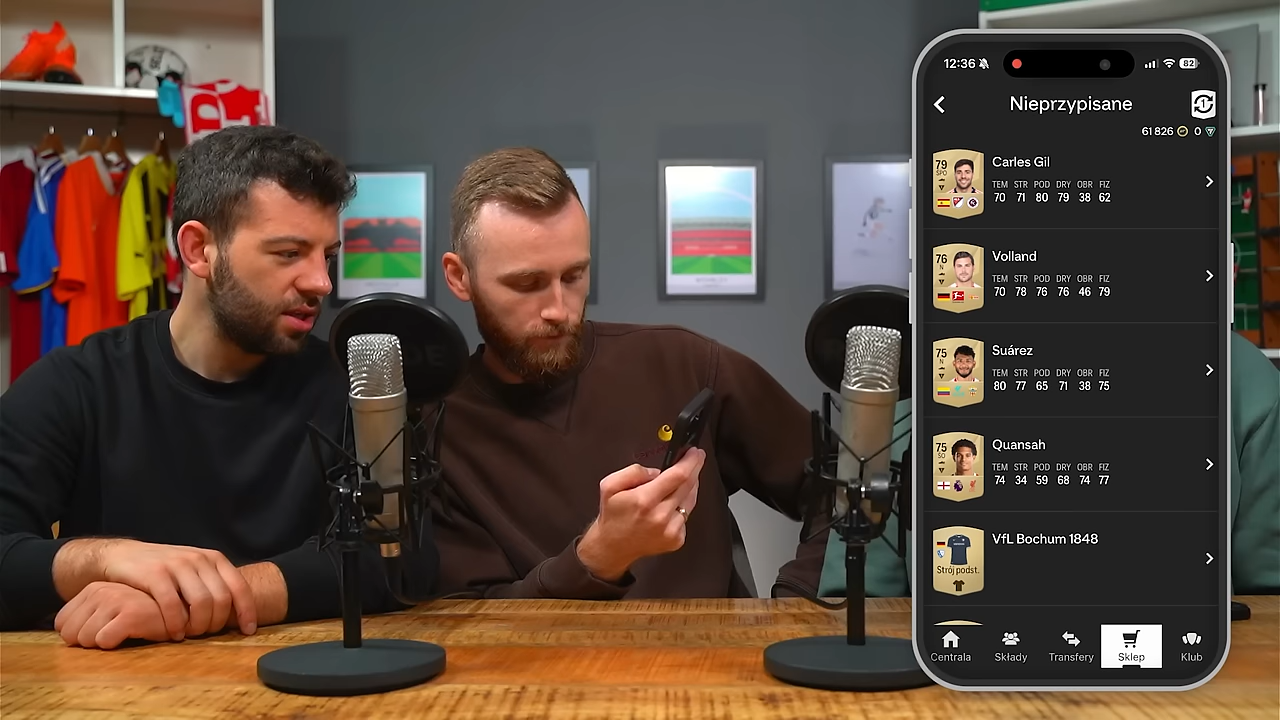 12:36
82
Nieprzypisane
61 826 0
79
ŚPO
Carles Gil
TEM STR POD DRY OBR FIZ
70 71 80 79 38 62
76
N
Volland
TEM STR POD DRY OBR FIZ
70 78 76 76 46 79
75
N
Suárez
TEM STR POD DRY OBR FIZ
80 77 65 71 38 75
75
ŚO
Quansah
TEM STR POD DRY OBR FIZ
74 34 59 68 74 77
VfL Bochum 1848
Strój podst.
Centrala Składy Transfery Sklep Klub